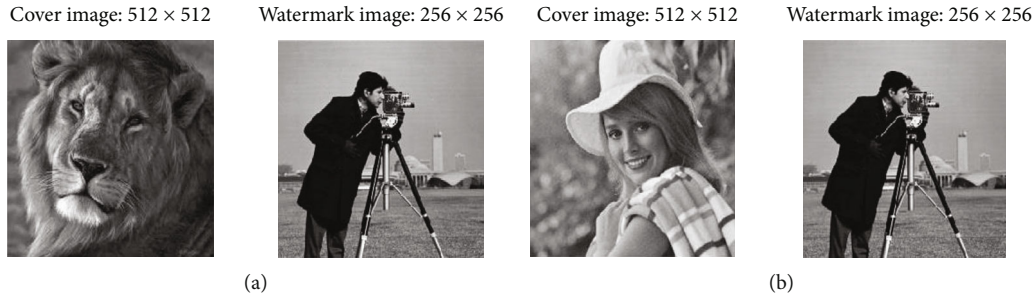 Cover image: 512 × 512
Watermark image: 256 × 256
Cover image: 512 × 512
Watermark image: 256 × 256
(a)
(b)